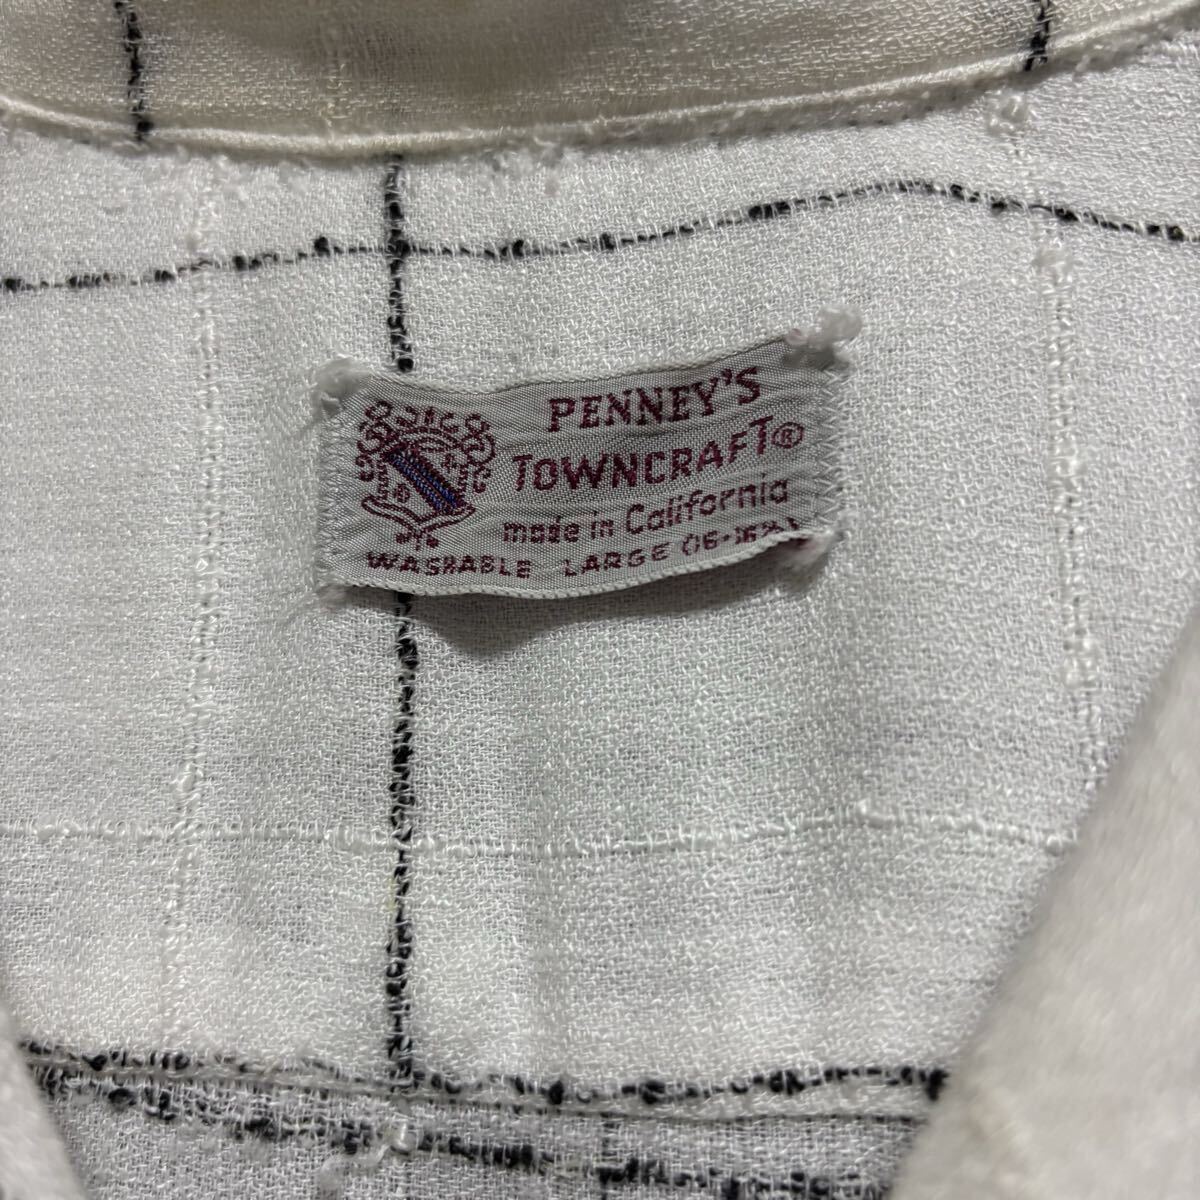 PENNEY'S
TOWNCRAFT®
made in California
WASHABLE LARGE